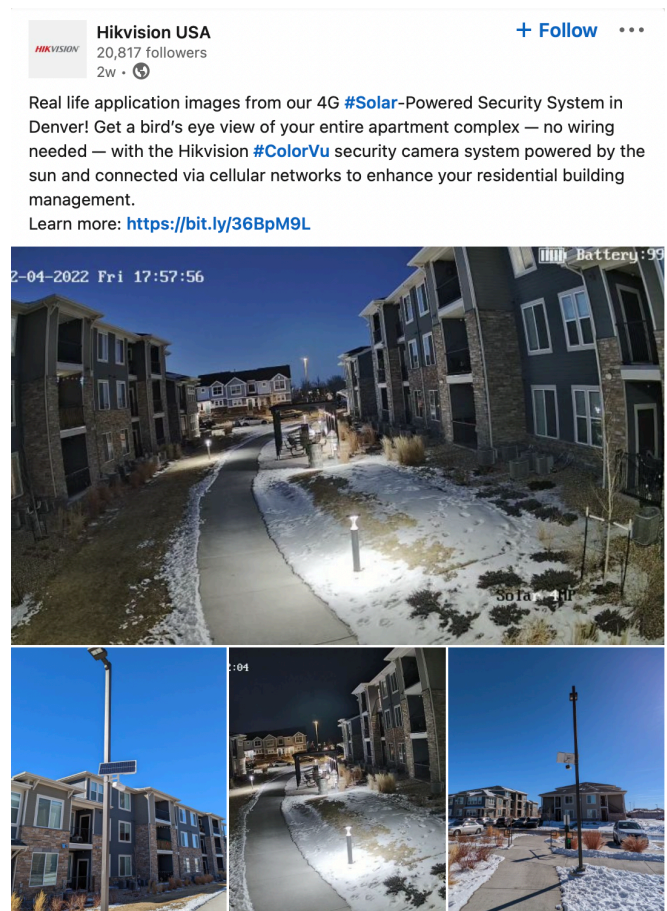 HIKVISION
Hikvision USA
20,817 followers
2w •
+ Follow
Real life application images from our 4G #Solar-Powered Security System in
Denver! Get a bird's eye view of your entire apartment complex — no wiring
needed — with the Hikvision #ColorVu security camera system powered by the
sun and connected via cellular networks to enhance your residential building
management.
Learn more: https://bit.ly/36BpM9L
Battery:99
2-04-2022 Fri 17:57:56
Solar 4MP
2:04